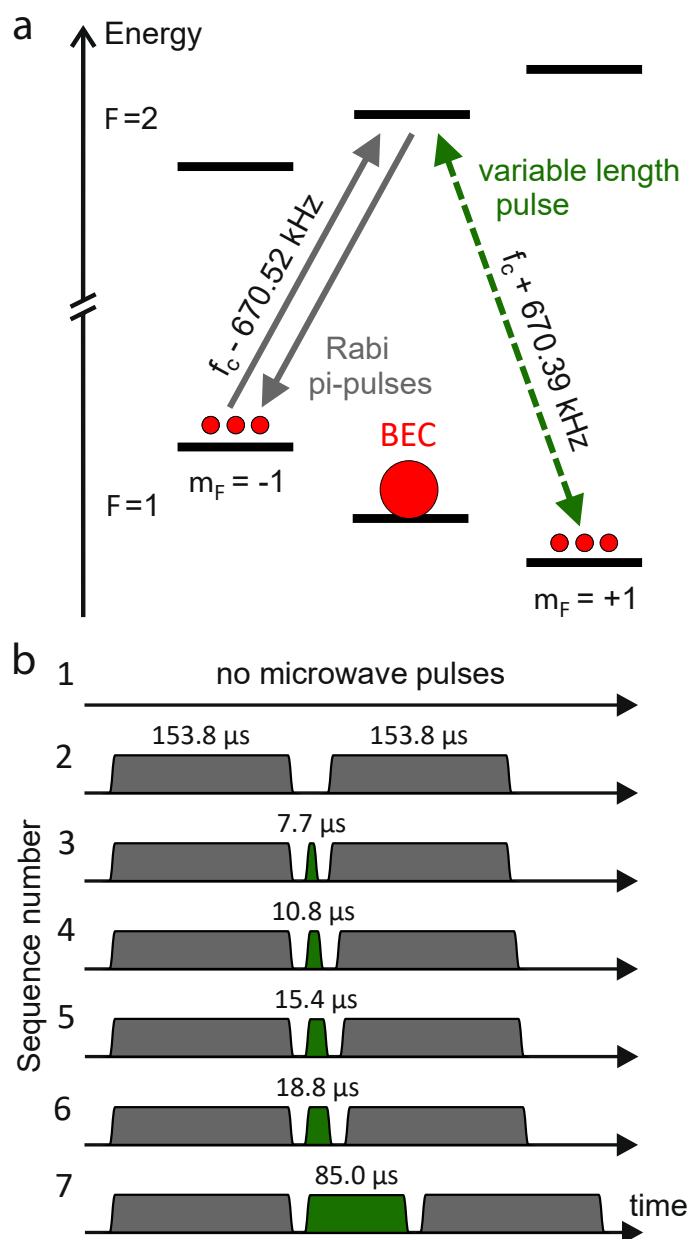 a
Energy
F=2
variable length
pulse
f_c - 670.52 kHz
f_c + 670.39 kHz
Rabi
pi-pulses
BEC
m_F = -1
F=1
m_F = +1
b
1
no microwave pulses
153.8 µs
153.8 µs
2
7.7 µs
3
10.8 µs
4
15.4 µs
5
18.8 µs
6
85.0 µs
7
time
Sequence number